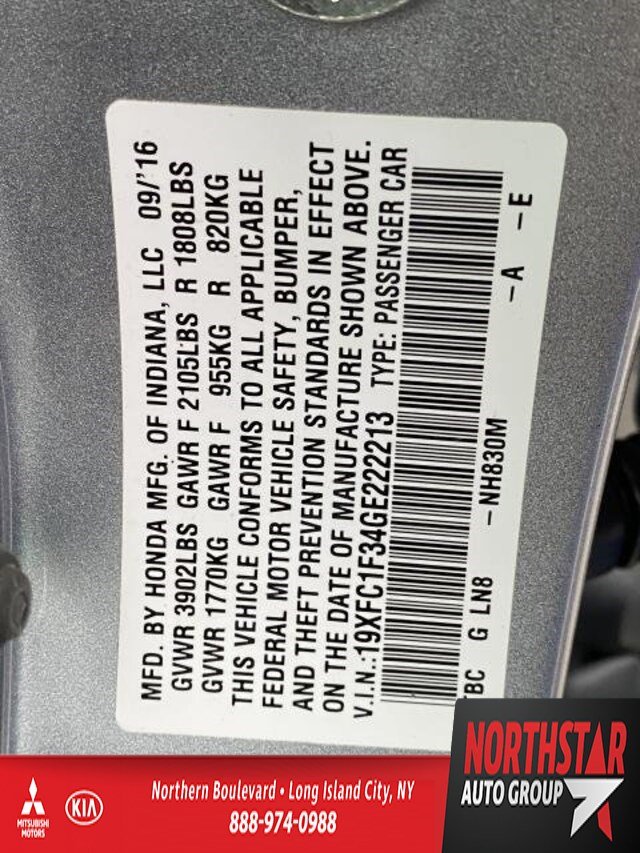 MFD. BY HONDA MFG. OF INDIANA, LLC 09/'16
GVWR 3902LBS GAWR F 2105LBS R 1808LBS
GVWR 1770KG GAWR F 955KG R 820KG
THIS VEHICLE CONFORMS TO ALL APPLICABLE
FEDERAL MOTOR VEHICLE SAFETY, BUMPER,
AND THEFT PREVENTION STANDARDS IN EFFECT
ON THE DATE OF MANUFACTURE SHOWN ABOVE.
V.I.N.:19XFC1F34GE222213 TYPE: PASSENGER CAR
G LN8 -NH830M -A -E
NORTHSTAR
AUTO GROUP
MITSUBISHI
MOTORS
KIA
Northern Boulevard • Long Island City, NY
888-974-0988